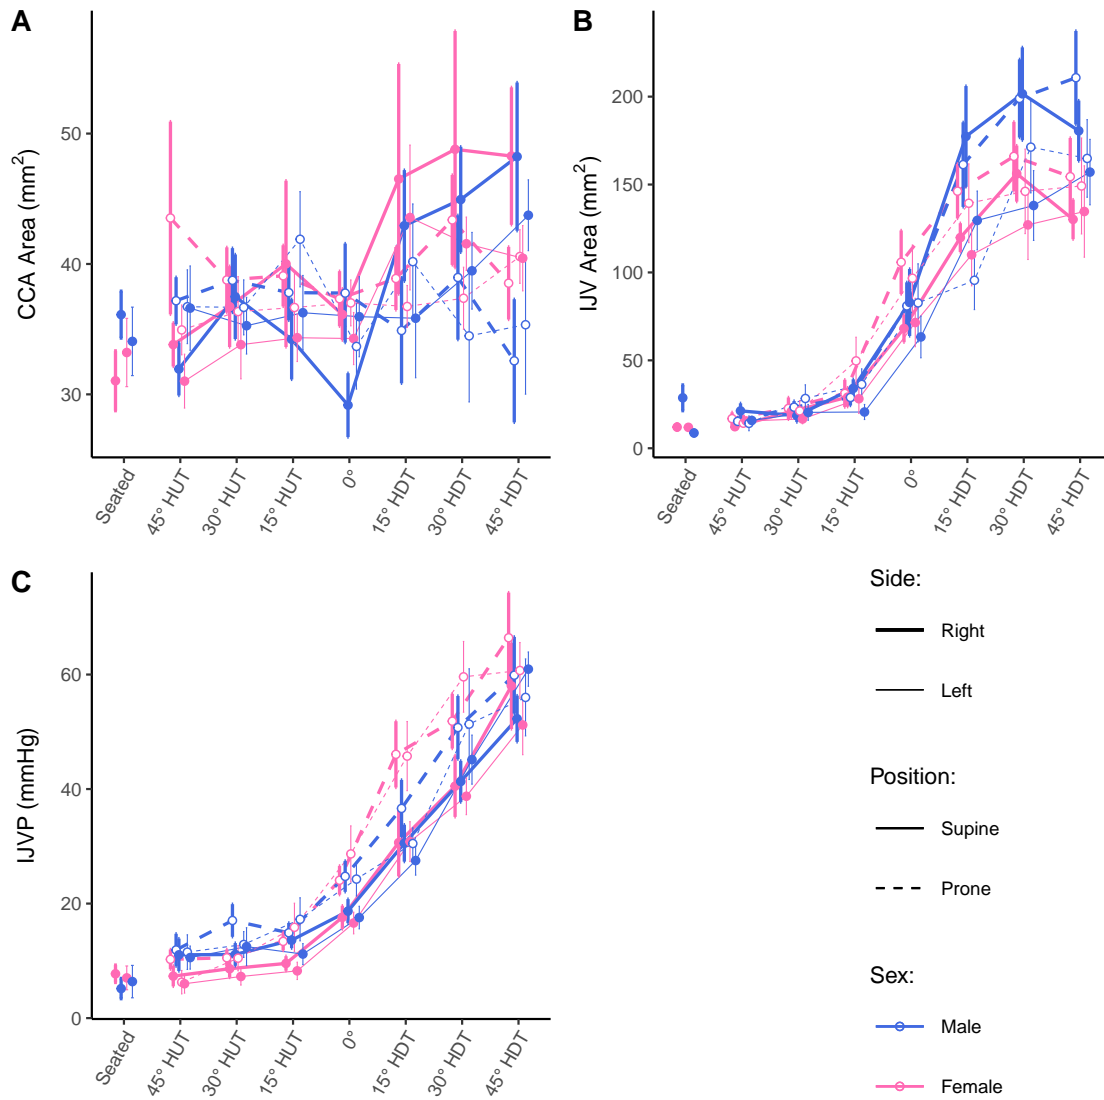 A
CCA Area (mm²)
50
40
30
Seated
45° HUT
30° HUT
15° HUT
0°
15° HDT
30° HDT
45° HDT
B
IJV Area (mm²)
200
150
100
50
0
Seated
45° HUT
30° HUT
15° HUT
0°
15° HDT
30° HDT
45° HDT
C
IJVP (mmHg)
60
40
20
0
Seated
45° HUT
30° HUT
15° HUT
0°
15° HDT
30° HDT
45° HDT
Side:
Right
Left
Position:
Supine
Prone
Sex:
Male
Female